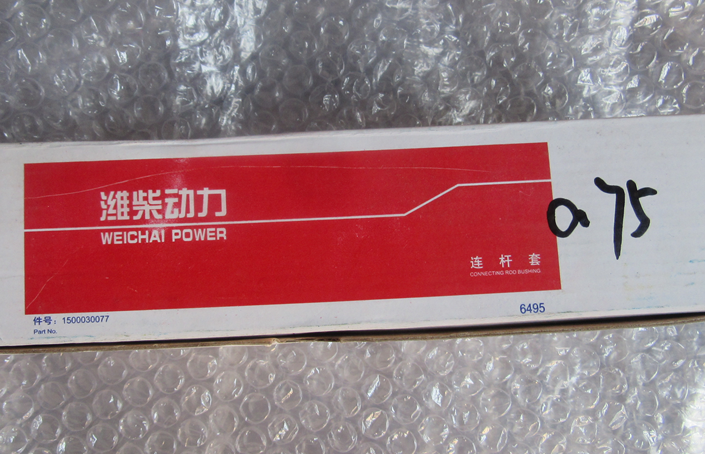 潍柴动力
WEICHAI POWER
连杆套
CONNECTING ROD BUSHING
件号：1500030077
Part No.
6495
0.75